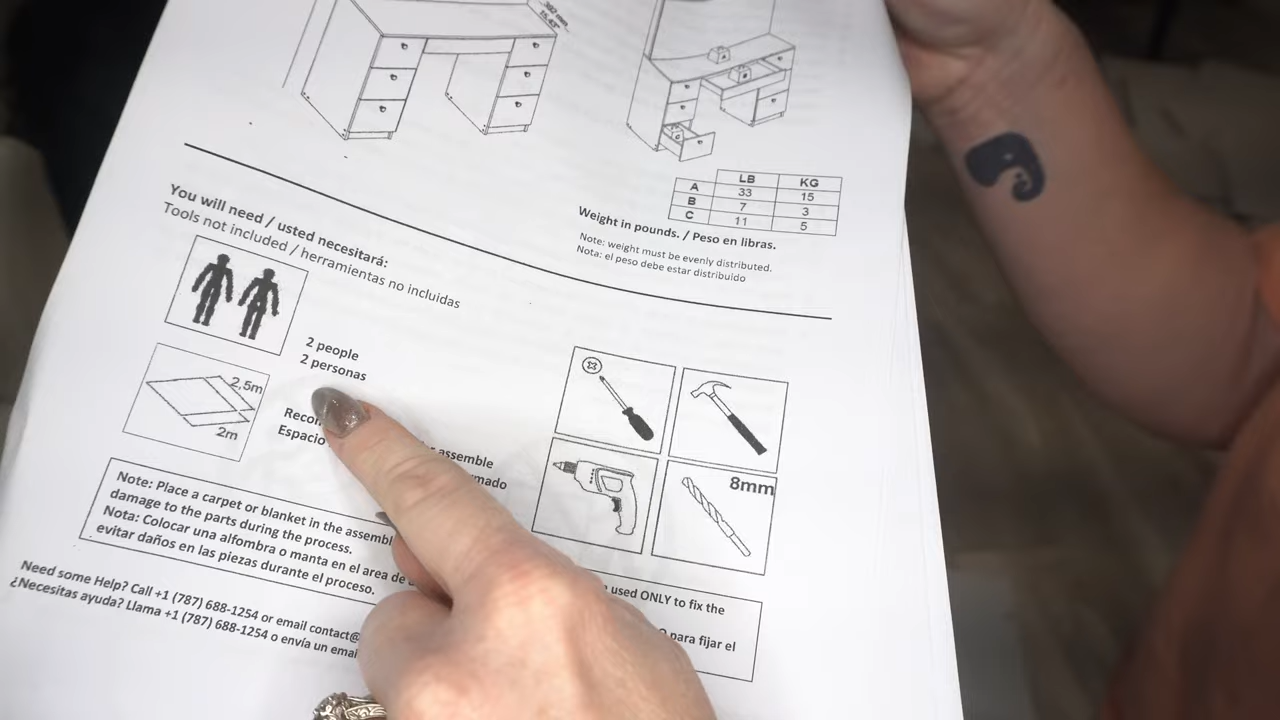 LB KG
A 33 15
B 7 3
C 11 5
Weight in pounds. / Peso en libras.
Note: weight must be evenly distributed.
Nota: el peso debe estar distribuido
You will need / usted necesitará:
Tools not included / herramientas no incluidas
2 people
2 personas
2,5m
2m
assemble
Espacio
8mm
Note: Place a carpet or blanket in the
damage to the parts during the process.
Nota: Colocar una alfombra o manta en el area de
evitar daños en las piezas durante el proceso.
used ONLY to fix the
para fijar el
Need some Help? Call +1 (787) 688-1254 or email contact@
¿Necesitas ayuda? Llama +1 (787) 688-1254 o envía un